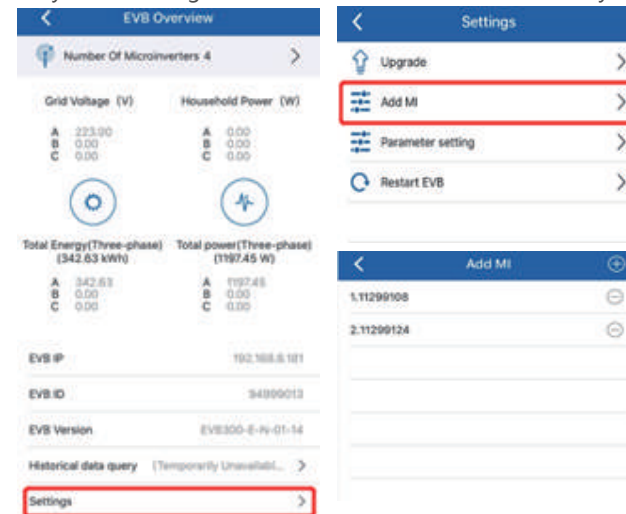 EVB Overview
Number Of Microinverters 4
Grid Voltage (V) Household Power (W)
A 223.00 A 0.00
B 0.00 B 0.00
C 0.00 C 0.00
Total Energy(Three-phase) Total power(Three-phase)
(342.63 kWh) (1197.45 W)
A 342.63 A 1197.45
B 0.00 B 0.00
C 0.00 C 0.00
EVB IP 192.168.8.181
EVB ID
EVB Version EVB300-E-N-01-14
Historical data query (Temporarily Unavailabl...
Settings
Settings
Upgrade
Add MI
Parameter setting
Restart EVB
Add MI
1.11299108
2.11299124